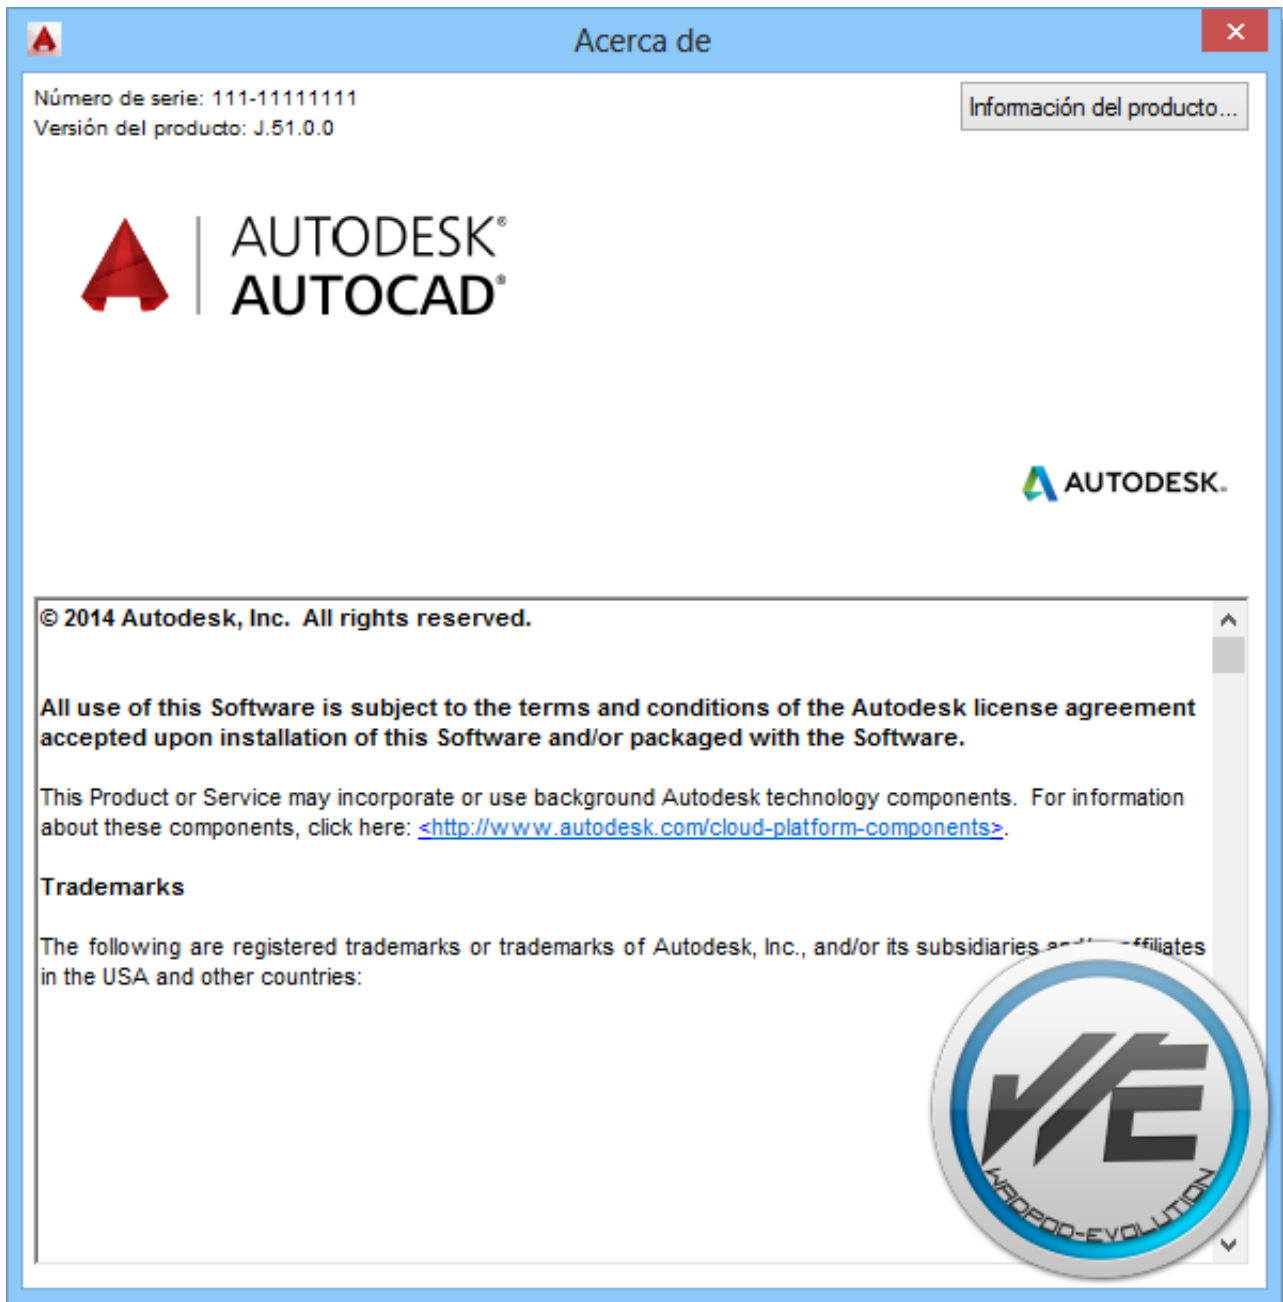 Acerca de
Número de serie: 111-11111111
Información del producto...
Versión del producto: J.51.0.0
AUTODESK®
AUTOCAD®
AUTODESK.
© 2014 Autodesk, Inc.  All rights reserved.
All use of this Software is subject to the terms and conditions of the Autodesk license agreement
accepted upon installation of this Software and/or packaged with the Software.
This Product or Service may incorporate or use background Autodesk technology components.  For information
about these components, click here: <http://www.autodesk.com/cloud-platform-components>.
Trademarks
The following are registered trademarks or trademarks of Autodesk, Inc., and/or its subsidiaries and/or affiliates
in the USA and other countries:
WADPOD-EVOLUTION